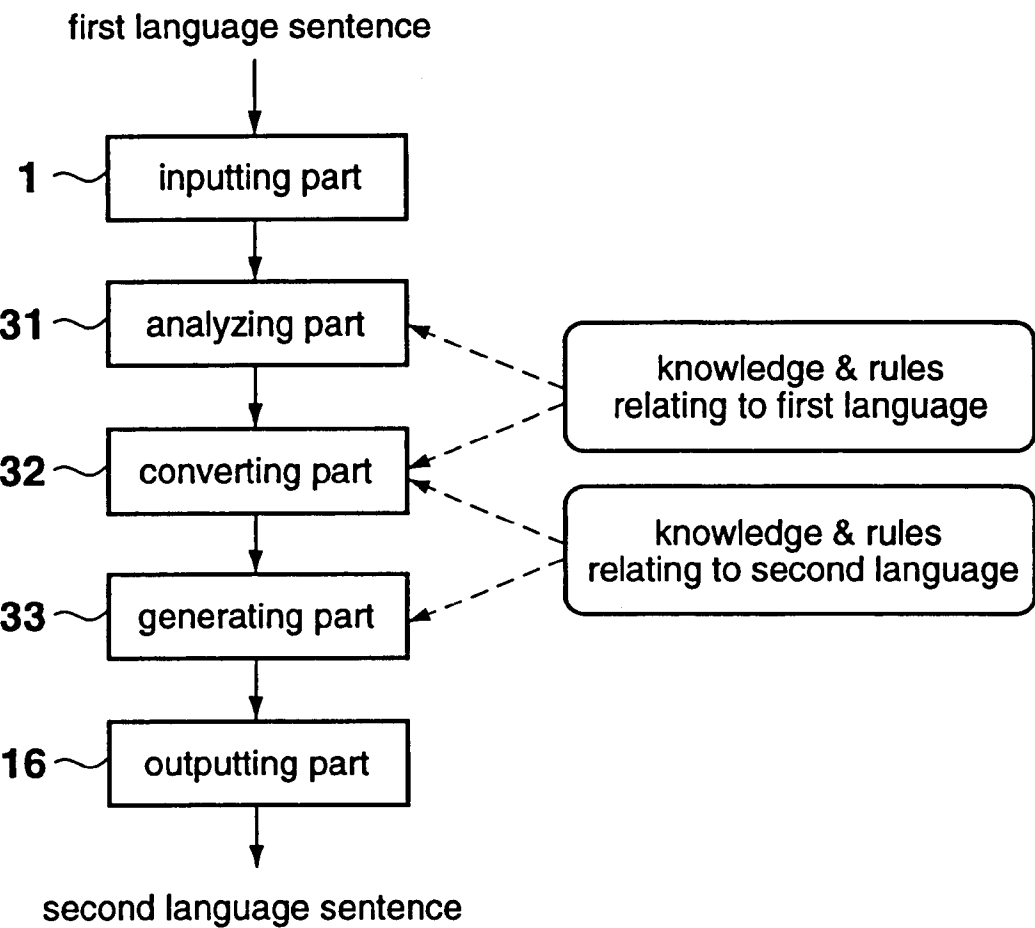 first language sentence
1
inputting part
31
analyzing part
knowledge & rules
relating to first language
32
converting part
knowledge & rules
relating to second language
33
generating part
16
outputting part
second language sentence